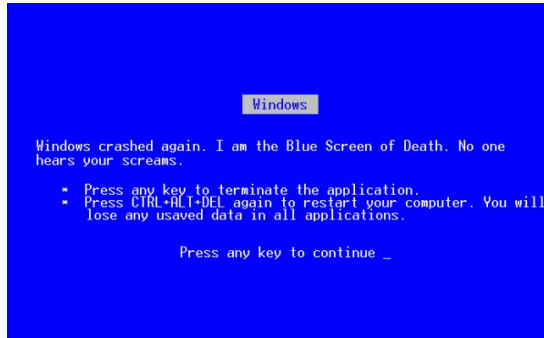 Windows
Windows crashed again. I am the Blue Screen of Death. No one
hears your screams.
* Press any key to terminate the application.
* Press CTRL+ALT+DEL again to restart your computer. You will
lose any usaved data in all applications.
Press any key to continue _